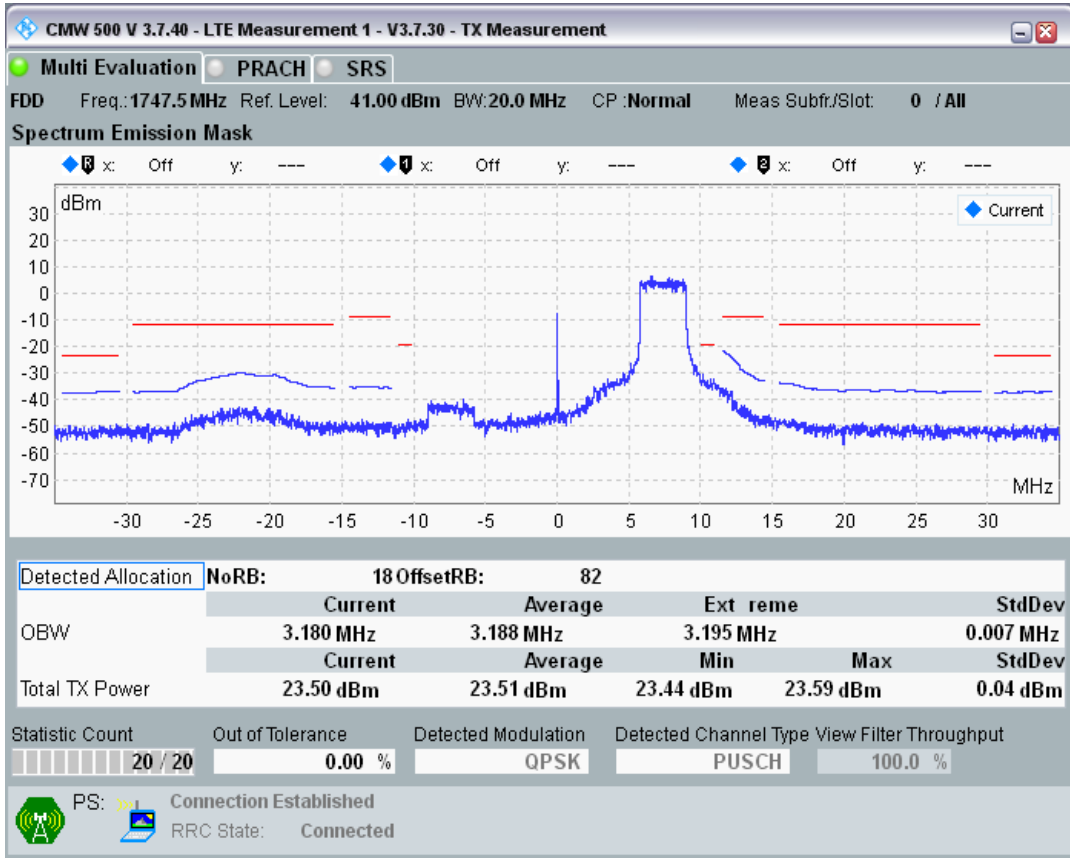 CMW 500 V 3.7.40 - LTE Measurement 1 - V3.7.30 - TX Measurement
Multi Evaluation PRACH SRS
FDD Freq.:1747.5 MHz Ref. Level: 41.00 dBm BW:20.0 MHz CP :Normal Meas Subfr./Slot: 0 / All
Spectrum Emission Mask
R x: Off y: --- 1 x: Off y: --- 2 x: Off y: ---
dBm
Current
30
20
10
0
-10
-20
-30
-40
-50
-60
-70
MHz
-30 -25 -20 -15 -10 -5 0 5 10 15 20 25 30
Detected Allocation NoRB: 18 OffsetRB: 82
Current Average Ext reme StdDev
OBW 3.180 MHz 3.188 MHz 3.195 MHz 0.007 MHz
Current Average Min Max StdDev
Total TX Power 23.50 dBm 23.51 dBm 23.44 dBm 23.59 dBm 0.04 dBm
Statistic Count Out of Tolerance Detected Modulation Detected Channel Type View Filter Throughput
20 / 20 0.00 % QPSK PUSCH 100.0 %
PS: Connection Established
RRC State: Connected